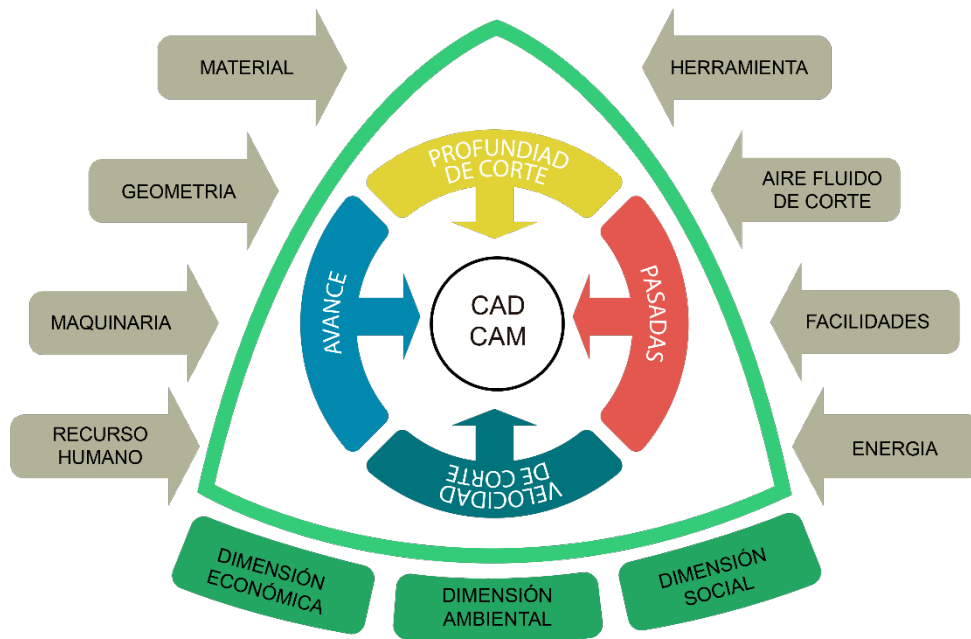 MATERIAL
HERRAMIENTA
GEOMETRIA
AIRE FLUIDO
DE CORTE
MAQUINARIA
FACILIDADES
RECURSO
HUMANO
ENERGIA
PROFUNDIAD
DE CORTE
AVANCE
PASADAS
VELOCIDAD
DE CORTE
CAD
CAM
DIMENSIÓN
ECONÓMICA
DIMENSIÓN
AMBIENTAL
DIMENSIÓN
SOCIAL